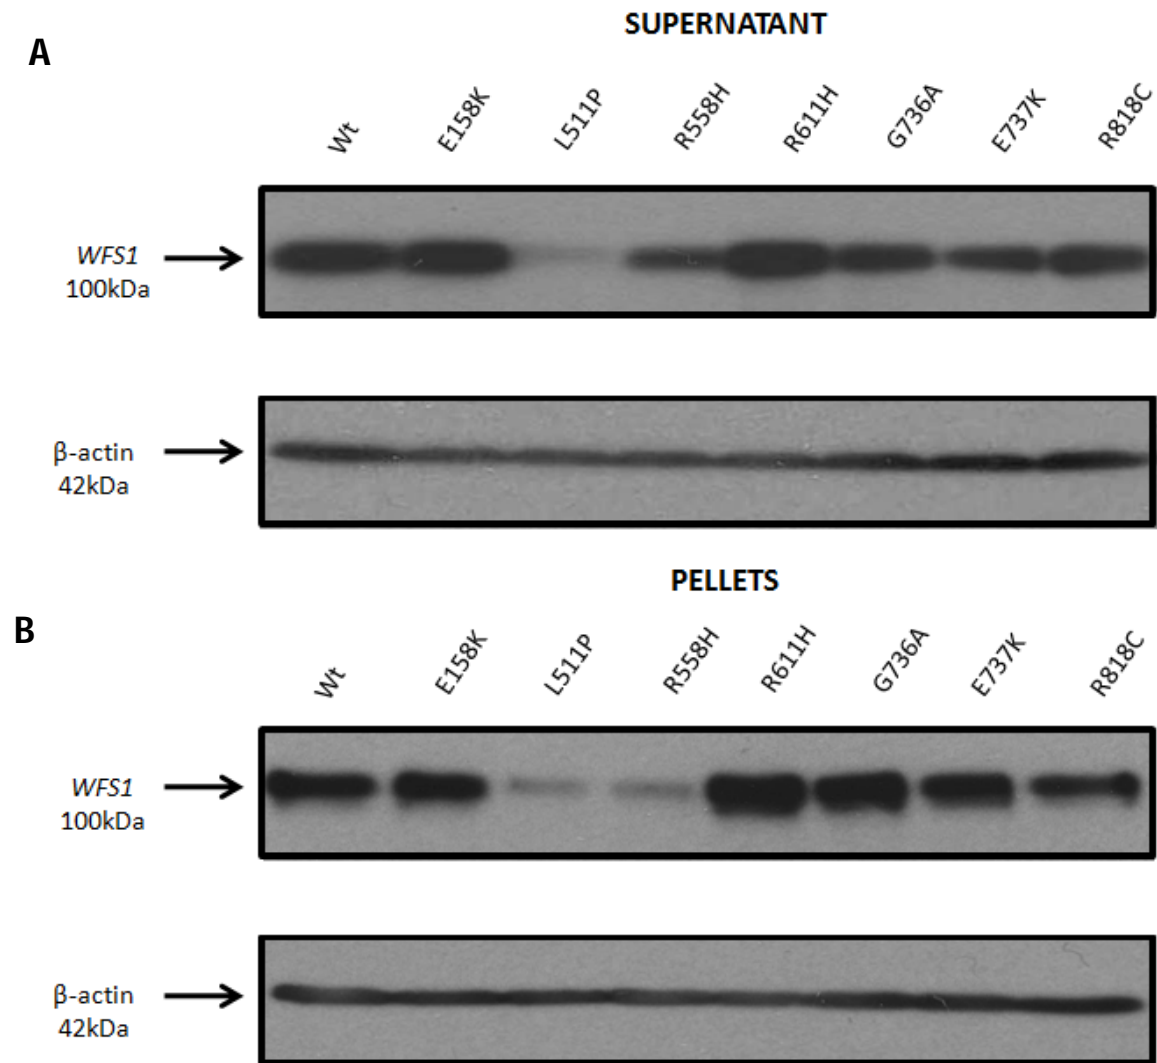 SUPERNATANT
A
Wt E158K L511P R558H R611H G736A E737K R818C
WFS1
100kDa
β-actin
42kDa
PELLETS
B
Wt E158K L511P R558H R611H G736A E737K R818C
WFS1
100kDa
β-actin
42kDa